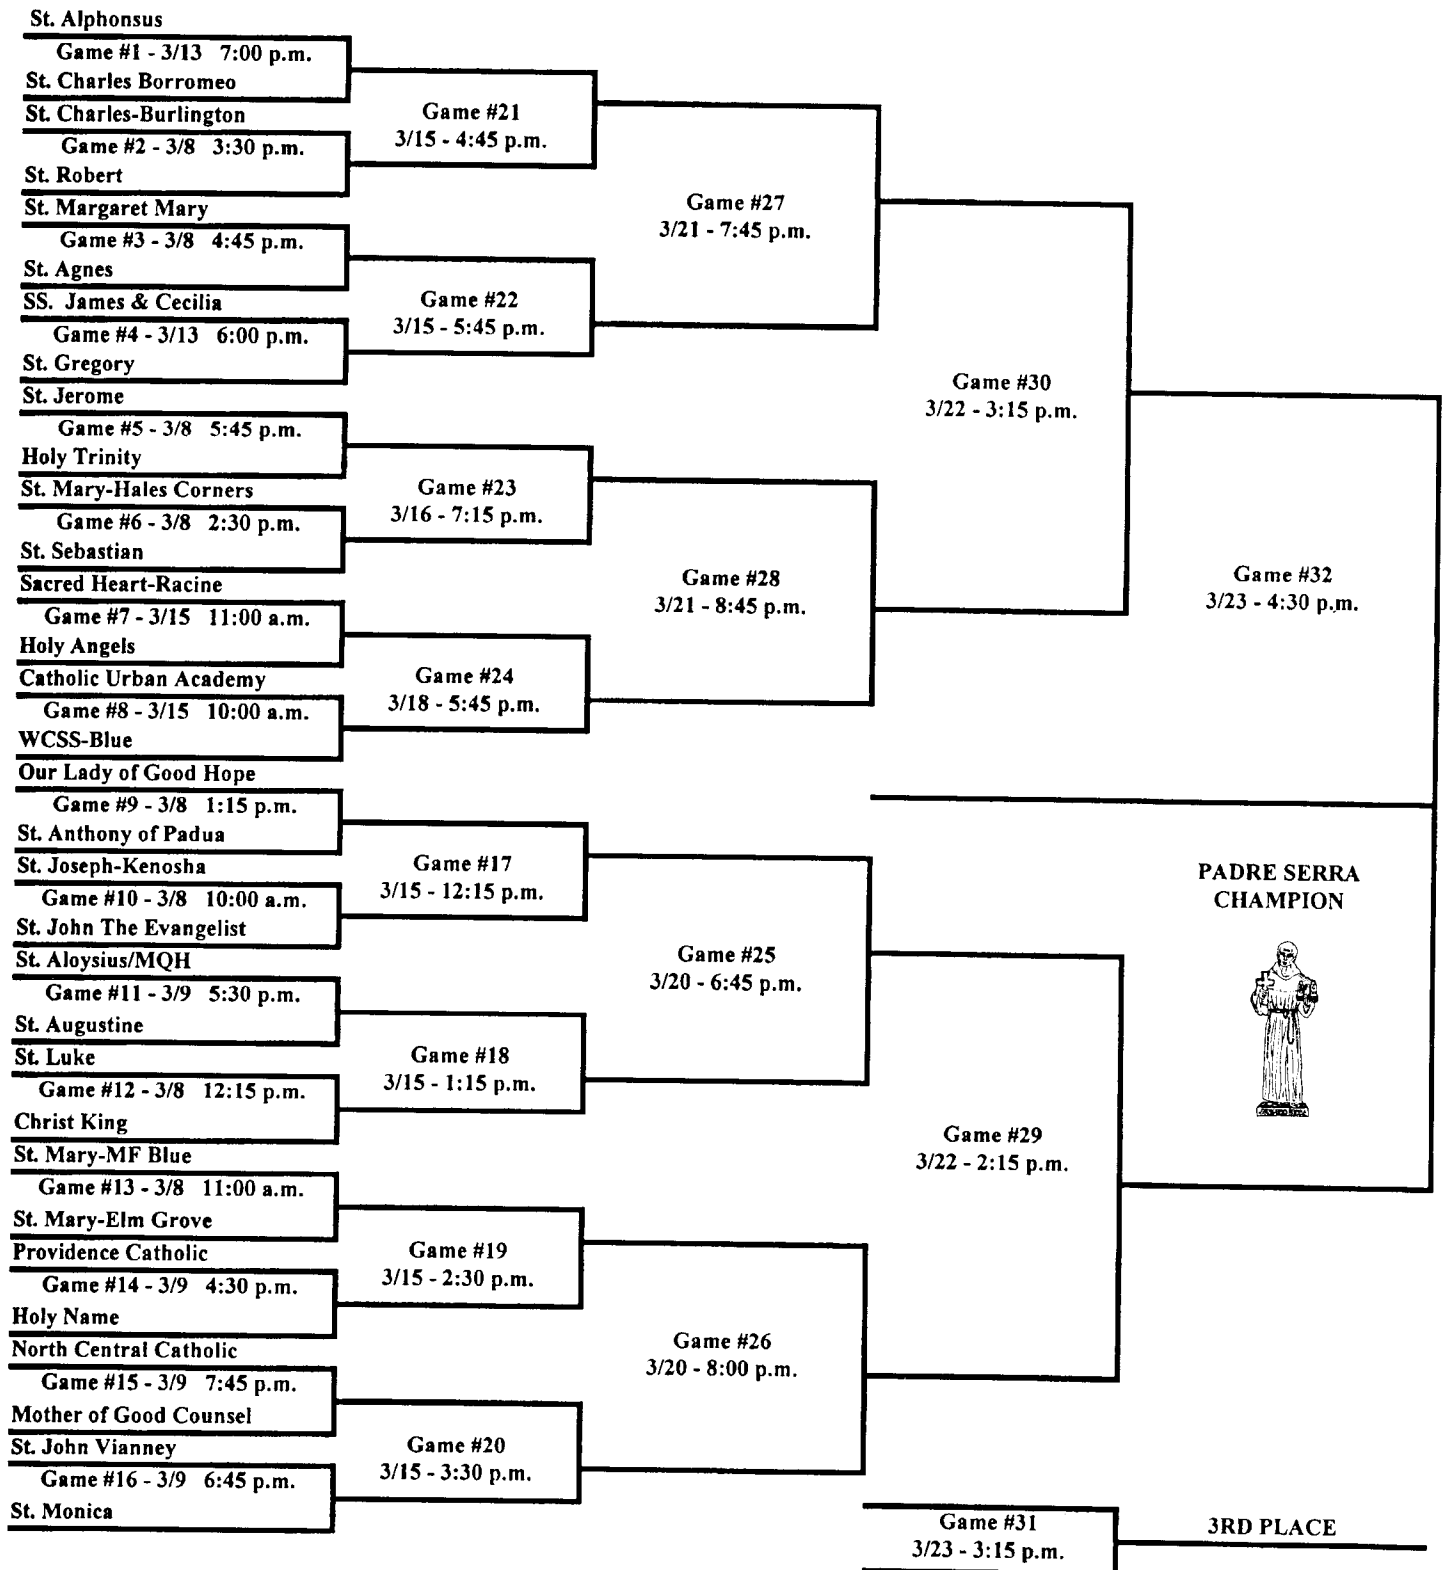 St. Alphonsus
Game #1 - 3/13 7:00 p.m.
St. Charles Borromeo
St. Charles-Burlington
Game #2 - 3/8 3:30 p.m.
St. Robert
St. Margaret Mary
Game #3 - 3/8 4:45 p.m.
St. Agnes
SS. James & Cecilia
Game #4 - 3/13 6:00 p.m.
St. Gregory
St. Jerome
Game #5 - 3/8 5:45 p.m.
Holy Trinity
St. Mary-Hales Corners
Game #6 - 3/8 2:30 p.m.
St. Sebastian
Sacred Heart-Racine
Game #7 - 3/15 11:00 a.m.
Holy Angels
Catholic Urban Academy
Game #8 - 3/15 10:00 a.m.
WCSS-Blue
Our Lady of Good Hope
Game #9 - 3/8 1:15 p.m.
St. Anthony of Padua
St. Joseph-Kenosha
Game #10 - 3/8 10:00 a.m.
St. John The Evangelist
St. Aloysius/MQH
Game #11 - 3/9 5:30 p.m.
St. Augustine
St. Luke
Game #12 - 3/8 12:15 p.m.
Christ King
St. Mary-MF Blue
Game #13 - 3/8 11:00 a.m.
St. Mary-Elm Grove
Providence Catholic
Game #14 - 3/9 4:30 p.m.
Holy Name
North Central Catholic
Game #15 - 3/9 7:45 p.m.
Mother of Good Counsel
St. John Vianney
Game #16 - 3/9 6:45 p.m.
St. Monica
Game #21
3/15 - 4:45 p.m.
Game #22
3/15 - 5:45 p.m.
Game #23
3/16 - 7:15 p.m.
Game #24
3/18 - 5:45 p.m.
Game #17
3/15 - 12:15 p.m.
Game #18
3/15 - 1:15 p.m.
Game #19
3/15 - 2:30 p.m.
Game #20
3/15 - 3:30 p.m.
Game #27
3/21 - 7:45 p.m.
Game #28
3/21 - 8:45 p.m.
Game #25
3/20 - 6:45 p.m.
Game #26
3/20 - 8:00 p.m.
Game #30
3/22 - 3:15 p.m.
Game #29
3/22 - 2:15 p.m.
Game #31
3/23 - 3:15 p.m.
Game #32
3/23 - 4:30 p.m.
PADRE SERRA
CHAMPION
3RD PLACE